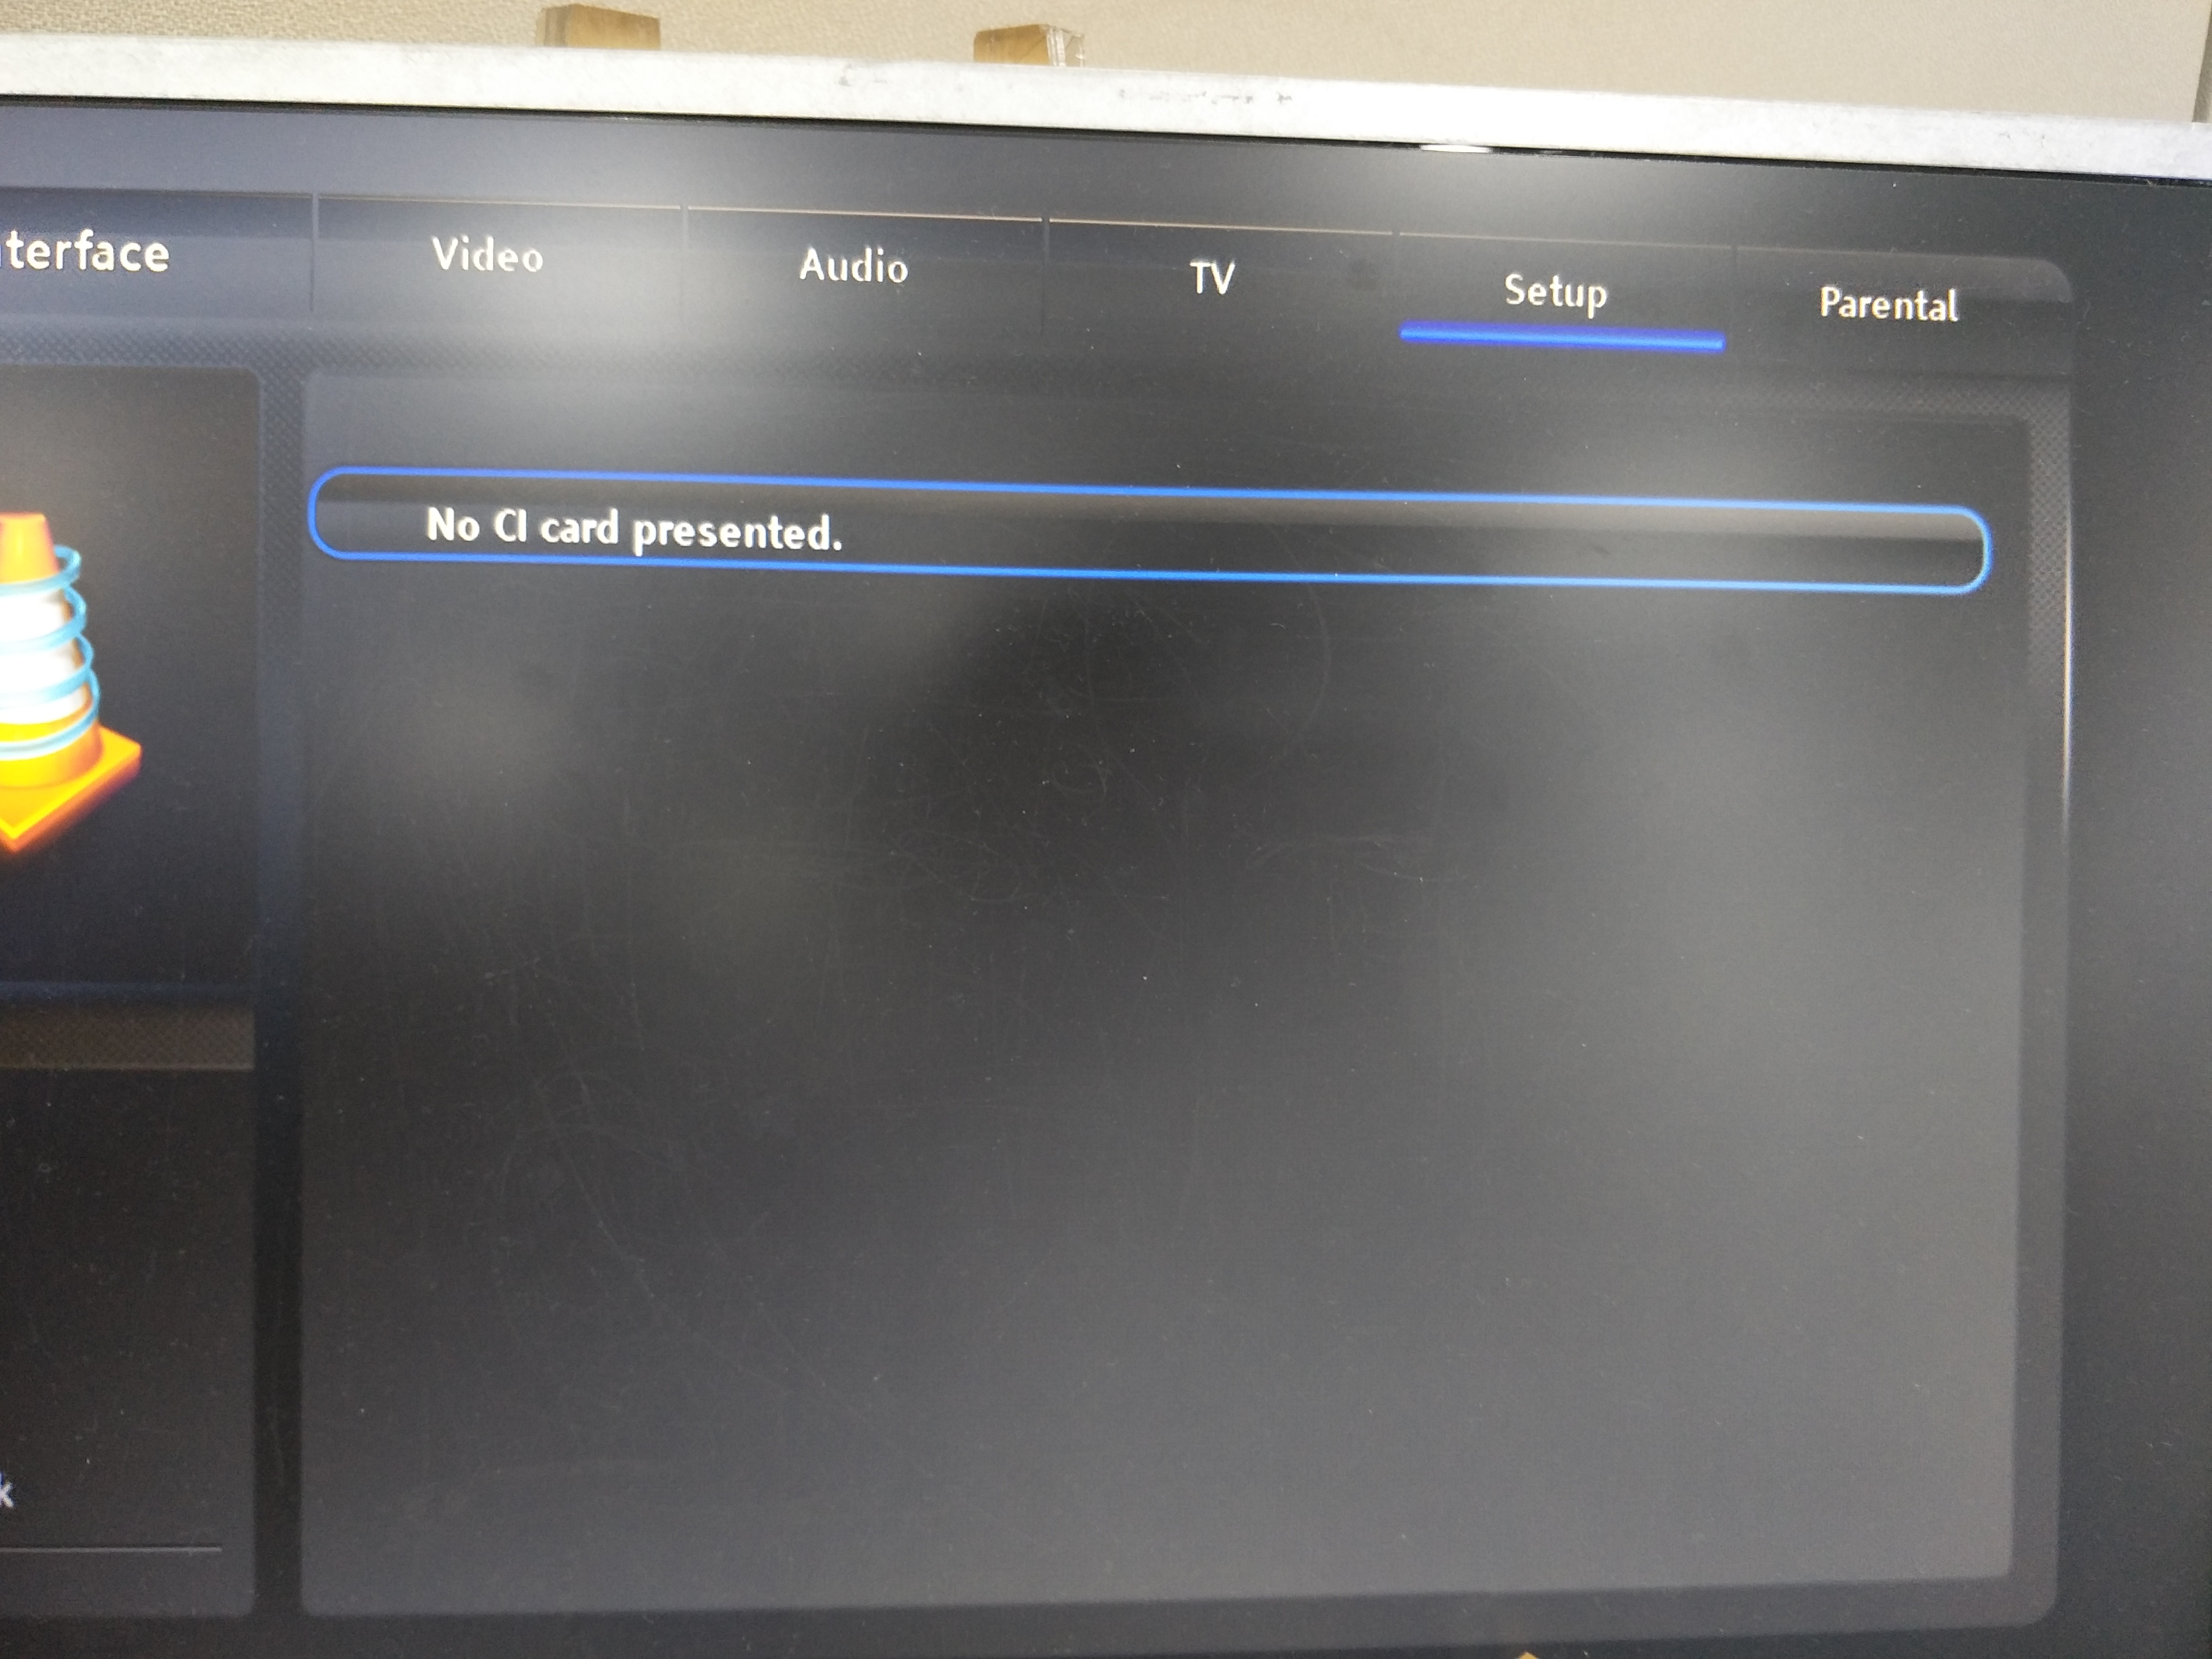 terface
Video
Audio
TV
Setup
Parental
No CI card presented.
k